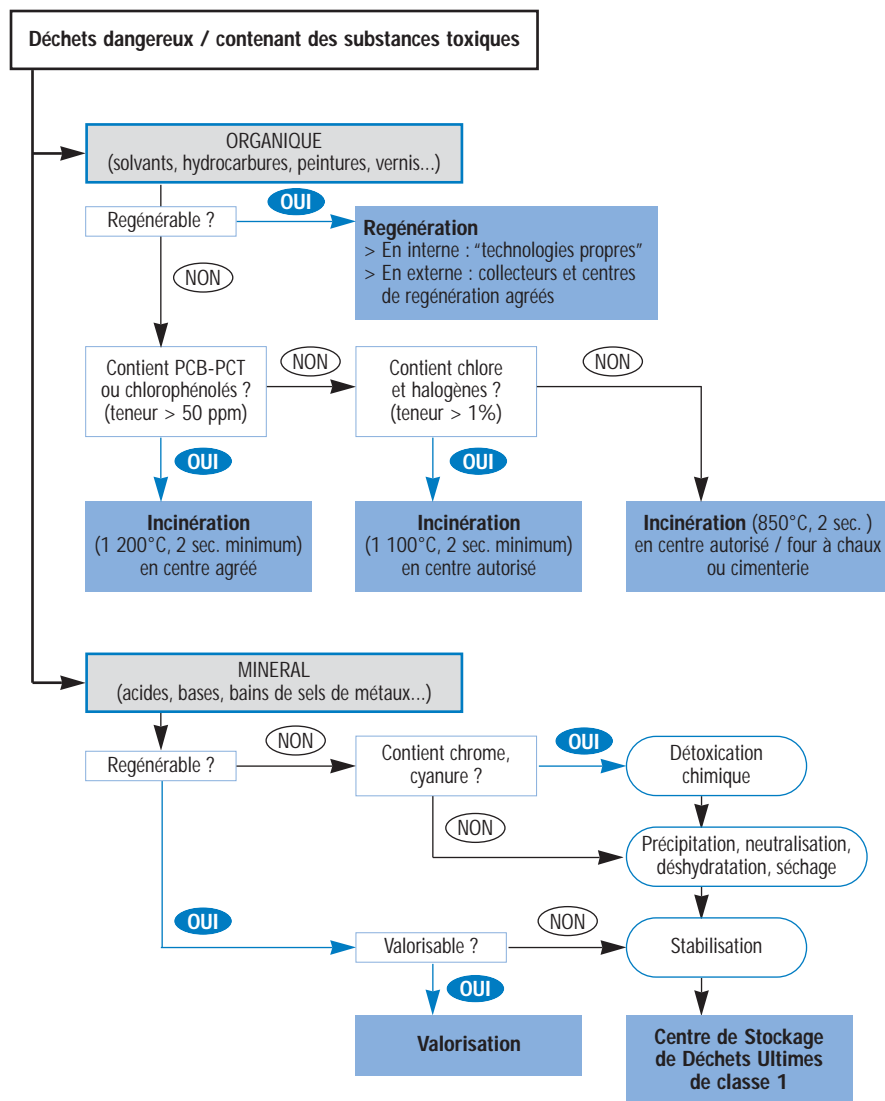 Déchets dangereux / contenant des substances toxiques
ORGANIQUE
(solvants, hydrocarbures, peintures, vernis...)
Regénérable ?
OUI
Regénération
> En interne : “technologies propres”
> En externe : collecteurs et centres
de regénération agréés
NON
Contient PCB-PCT
ou chlorophénolés ?
(teneur > 50 ppm)
NON
Contient chlore
et halogènes ?
(teneur > 1%)
NON
OUI
OUI
Incinération
(1 200°C, 2 sec. minimum)
en centre agréé
Incinération
(1 100°C, 2 sec. minimum)
en centre autorisé
Incinération (850°C, 2 sec. )
en centre autorisé / four à chaux
ou cimenterie
MINERAL
(acides, bases, bains de sels de métaux...)
Regénérable ?
NON
Contient chrome,
cyanure ?
OUI
Détoxication
chimique
NON
Précipitation, neutralisation,
déshydratation, séchage
OUI
Valorisable ?
NON
Stabilisation
OUI
Valorisation
Centre de Stockage
de Déchets Ultimes
de classe 1